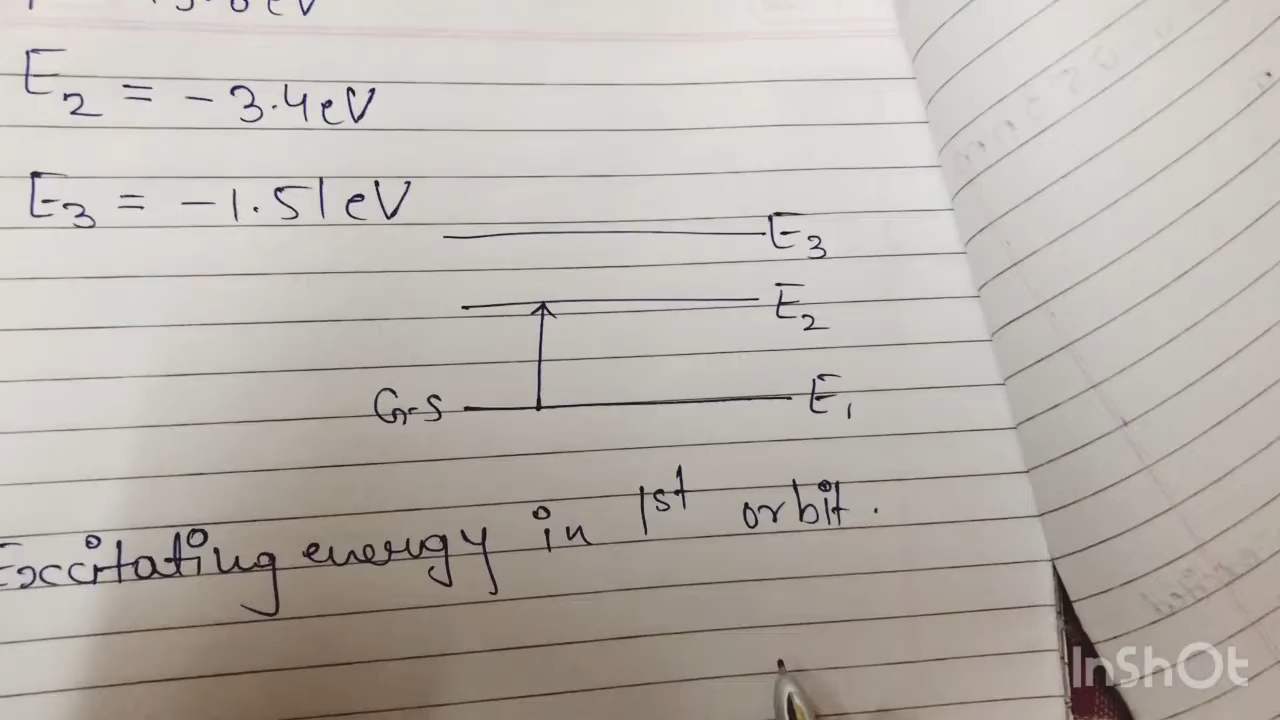 E2 = -3.4eV
E3 = -1.51eV
E3
E2
G-S
E1
Excitating energy in 1st orbit.
InShOt